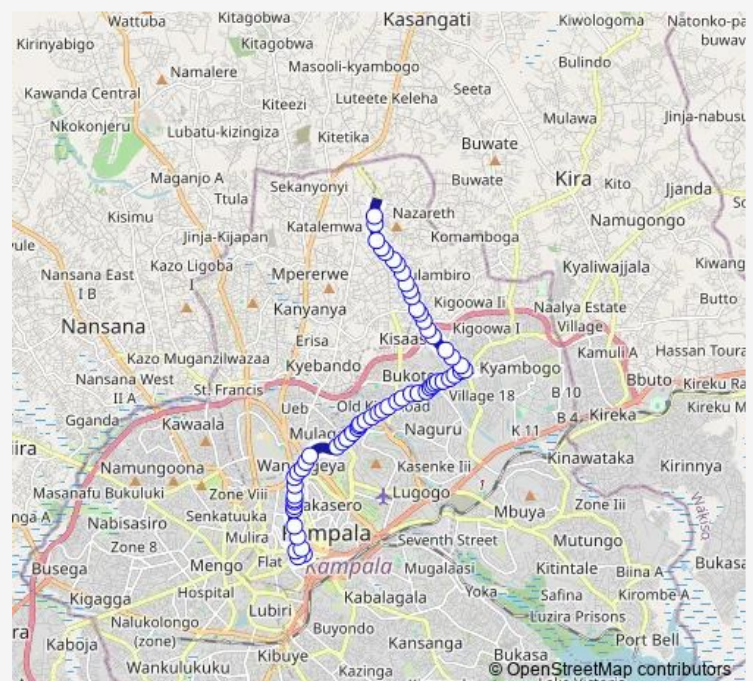 Wattuba
Kitagobwa
Kasangati
Kiwologoma
Natonko-pa
buwav
Kirinyabigo
Kitagobwa
Namalere
Masooli-kyambogo
Bulindo
Kawanda Central
Kiteezi
Luteete Keleha
Seeta
Nkokonjeru
Lubatu-kizingiza
Kitetika
Mulawa
Jinja-nabusu
Buwate
Maganjo A
Sekanyonyi
Buwate
Kira
Kito
Jjanda
Ttula
Kisimu
Katalemwa
Nazareth
Namugongo
Jinja-Kijapan
Komamboga
Kazo Ligoba
I
Mpererwe
ulambiro
Kyaliwajjala
Kiwang
Nansana East
I B
Kanyanya
Kigoowa Ii
Naalya Estate
Village
Butto
Nansana
Erisa
Kisaas
Kigoowa I
Kamuli A
Hassan Toura
Kazo Muganzilwazaa
Kyebando
Kyambogo
Nansana West
II A
St. Francis
Bukoto
Village 18
B 10
Bbuto
Kireku Ra
Gganda
Kawaala
Ueb
Old Ki
oad
B 4
Kireka
Kireku M
Mulag
Naguru
K 11
Namungoona
Wan
geya
Kasenke Iii
Kinawataka
Kirinnya
Masanafu Bukuluki
Zone Viii
Lugogo
1
Mbuya
Zone Iii
Wakiso
nga A
Nabisasiro
Senkatuuka
akasero
Zone 8
Mulira
Kampala
Seventh Street
Mutungo
Busega
Mengo
Flat
Kampala
Mugalaasi
Kitintale
Biina A
Bukasa
Kigagga
Hospital
Kabalagala
Yoka
Safina
Kirombe A
Lubiri
Luzira Prisons
Nalukolongo
(zone)
Buyondo
Port Bell
Kaboja
Kansanga
Kibuye
Bukasa
Wankulukuku
Kazinga
© OpenStreetMap contributors